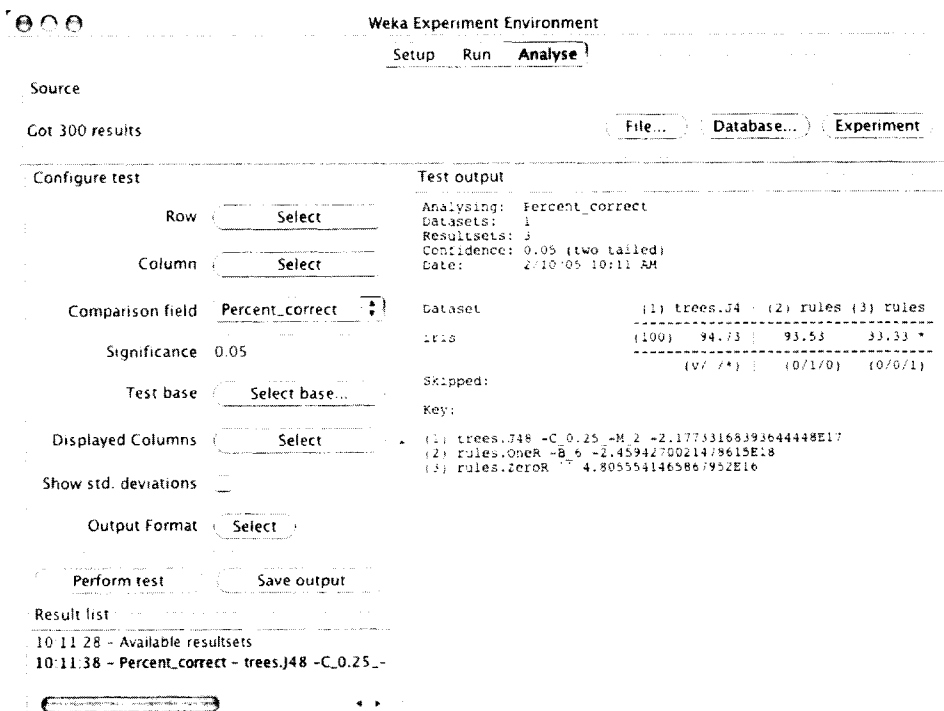 Weka Experiment Environment
Setup Run Analyse
Source
Got 300 results
File... Database... Experiment
Configure test
Row Select
Column Select
Comparison field Percent_correct
Significance 0.05
Test base Select base...
Displayed Columns Select
Show std. deviations
Output Format Select
Perform test Save output
Result list
10:11:28 - Available resultsets
10:11:38 - Percent_correct - trees.J48 -C_0.25_-
Test output
Analysing: Percent_correct
Datasets: 1
Resultsets: 3
Confidence: 0.05 (two tailed)
Date: 2/10/05 10:11 AM
Dataset (1) trees.J4 | (2) rules (3) rules
iris (100) 94.73 | 93.53 33.33 *
(v/ /*) | (0/1/0) (0/0/1)
Skipped:
Key:
(1) trees.J48 -C_0.25_-M_2 -2.17733168393644448E17
(2) rules.OneR -B_6 -2.4594270021478615E18
(3) rules.ZeroR '' 4.8055541465867952E16